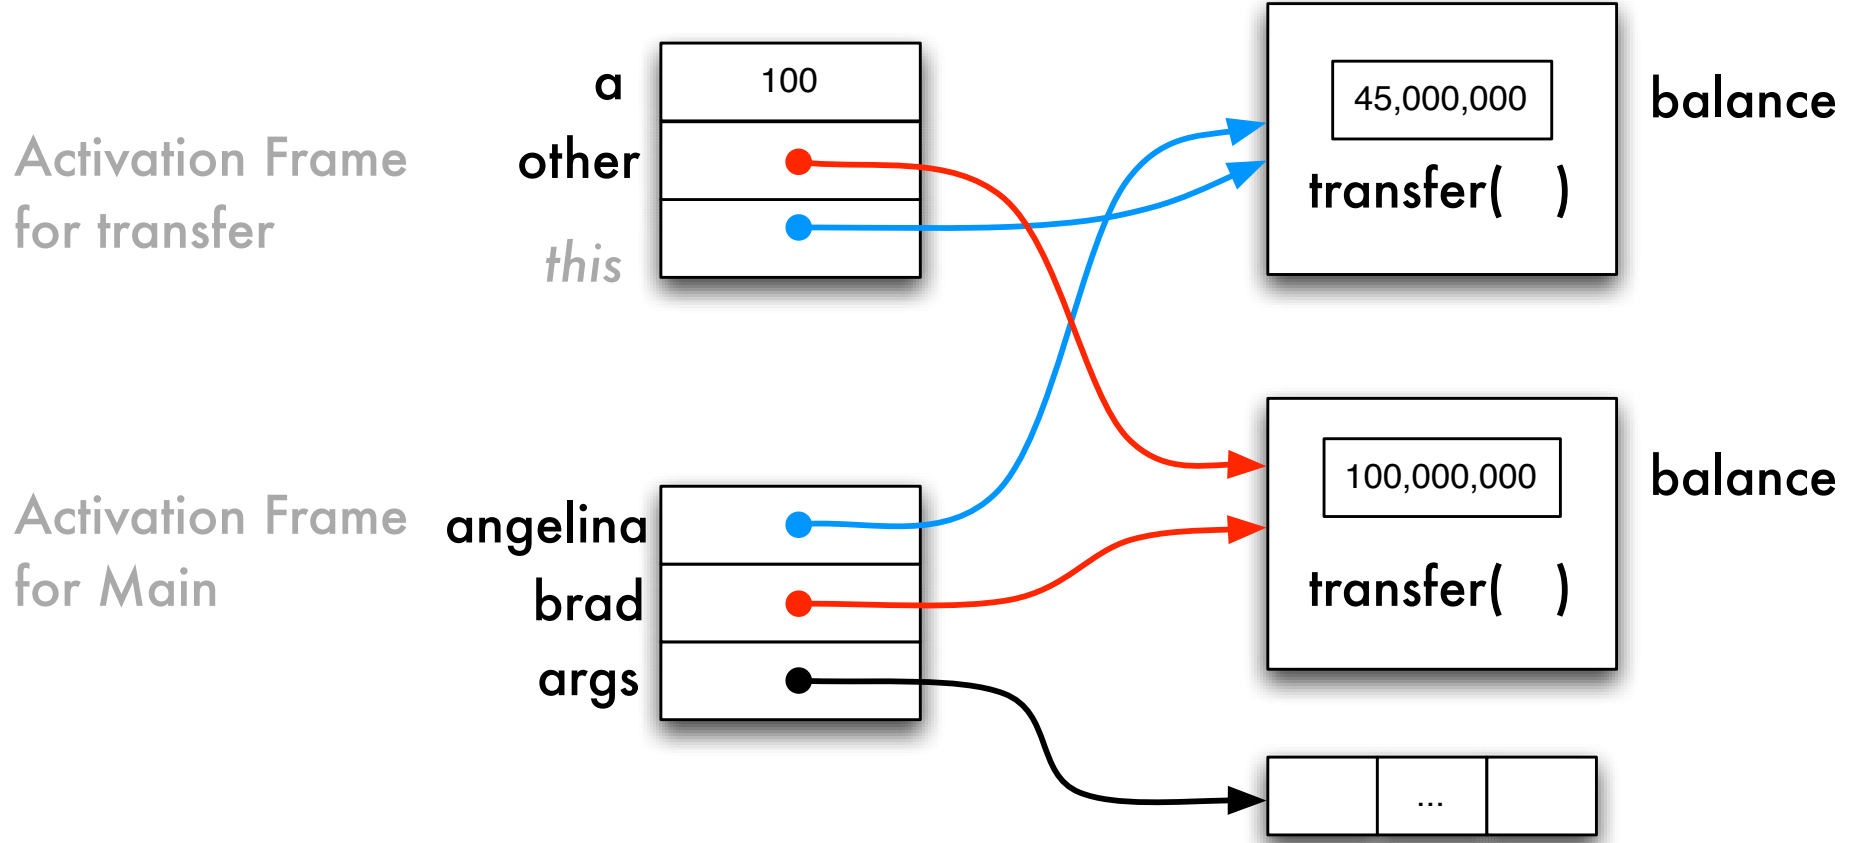 a
100
45,000,000
balance
Activation Frame
for transfer
other
transfer( )
this
Activation Frame
for Main
angelina
100,000,000
balance
brad
transfer( )
args
...